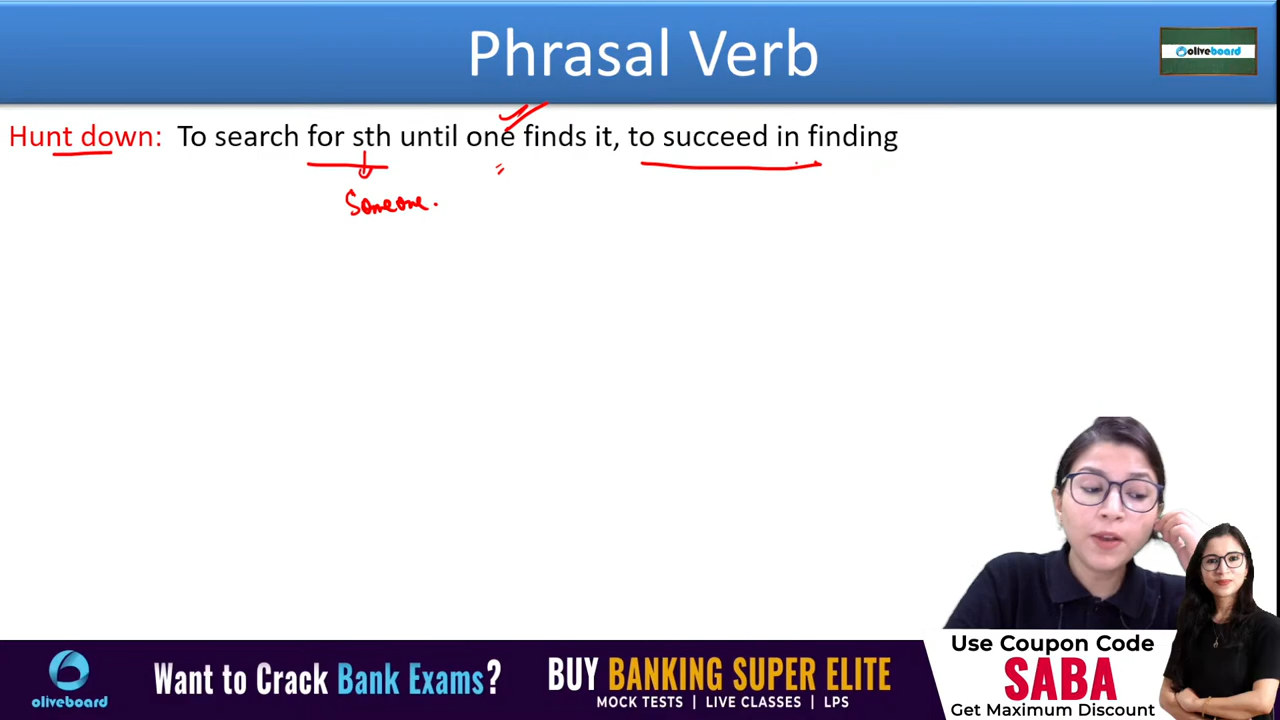 Phrasal Verb
oliveboard
Hunt down: To search for sth until one finds it, to succeed in finding
Someone.
oliveboard
Want to Crack Bank Exams?
BUY BANKING SUPER ELITE
MOCK TESTS | LIVE CLASSES | LPS
Use Coupon Code
SABA
Get Maximum Discount